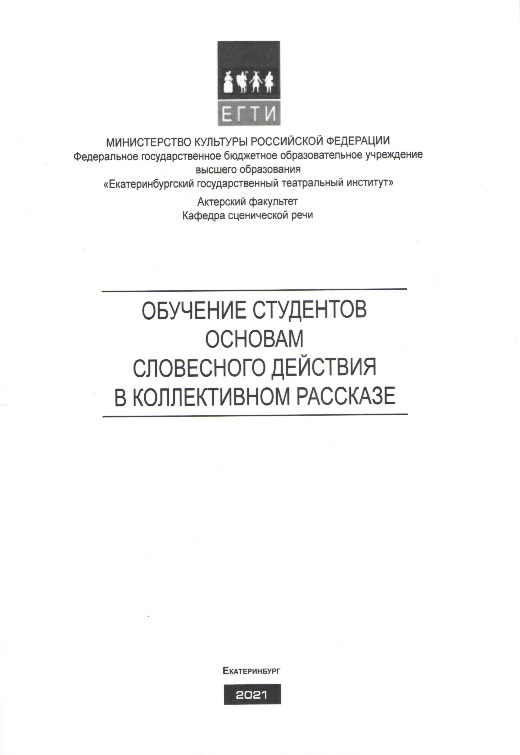 ЕГТИ
МИНИСТЕРСТВО КУЛЬТУРЫ РОССИЙСКОЙ ФЕДЕРАЦИИ
Федеральное государственное бюджетное образовательное учреждение
высшего образования
«Екатеринбургский государственный театральный институт»
Актерский факультет
Кафедра сценической речи
ОБУЧЕНИЕ СТУДЕНТОВ
ОСНОВАМ
СЛОВЕСНОГО ДЕЙСТВИЯ
В КОЛЛЕКТИВНОМ РАССКАЗЕ
Екатеринбург
2021